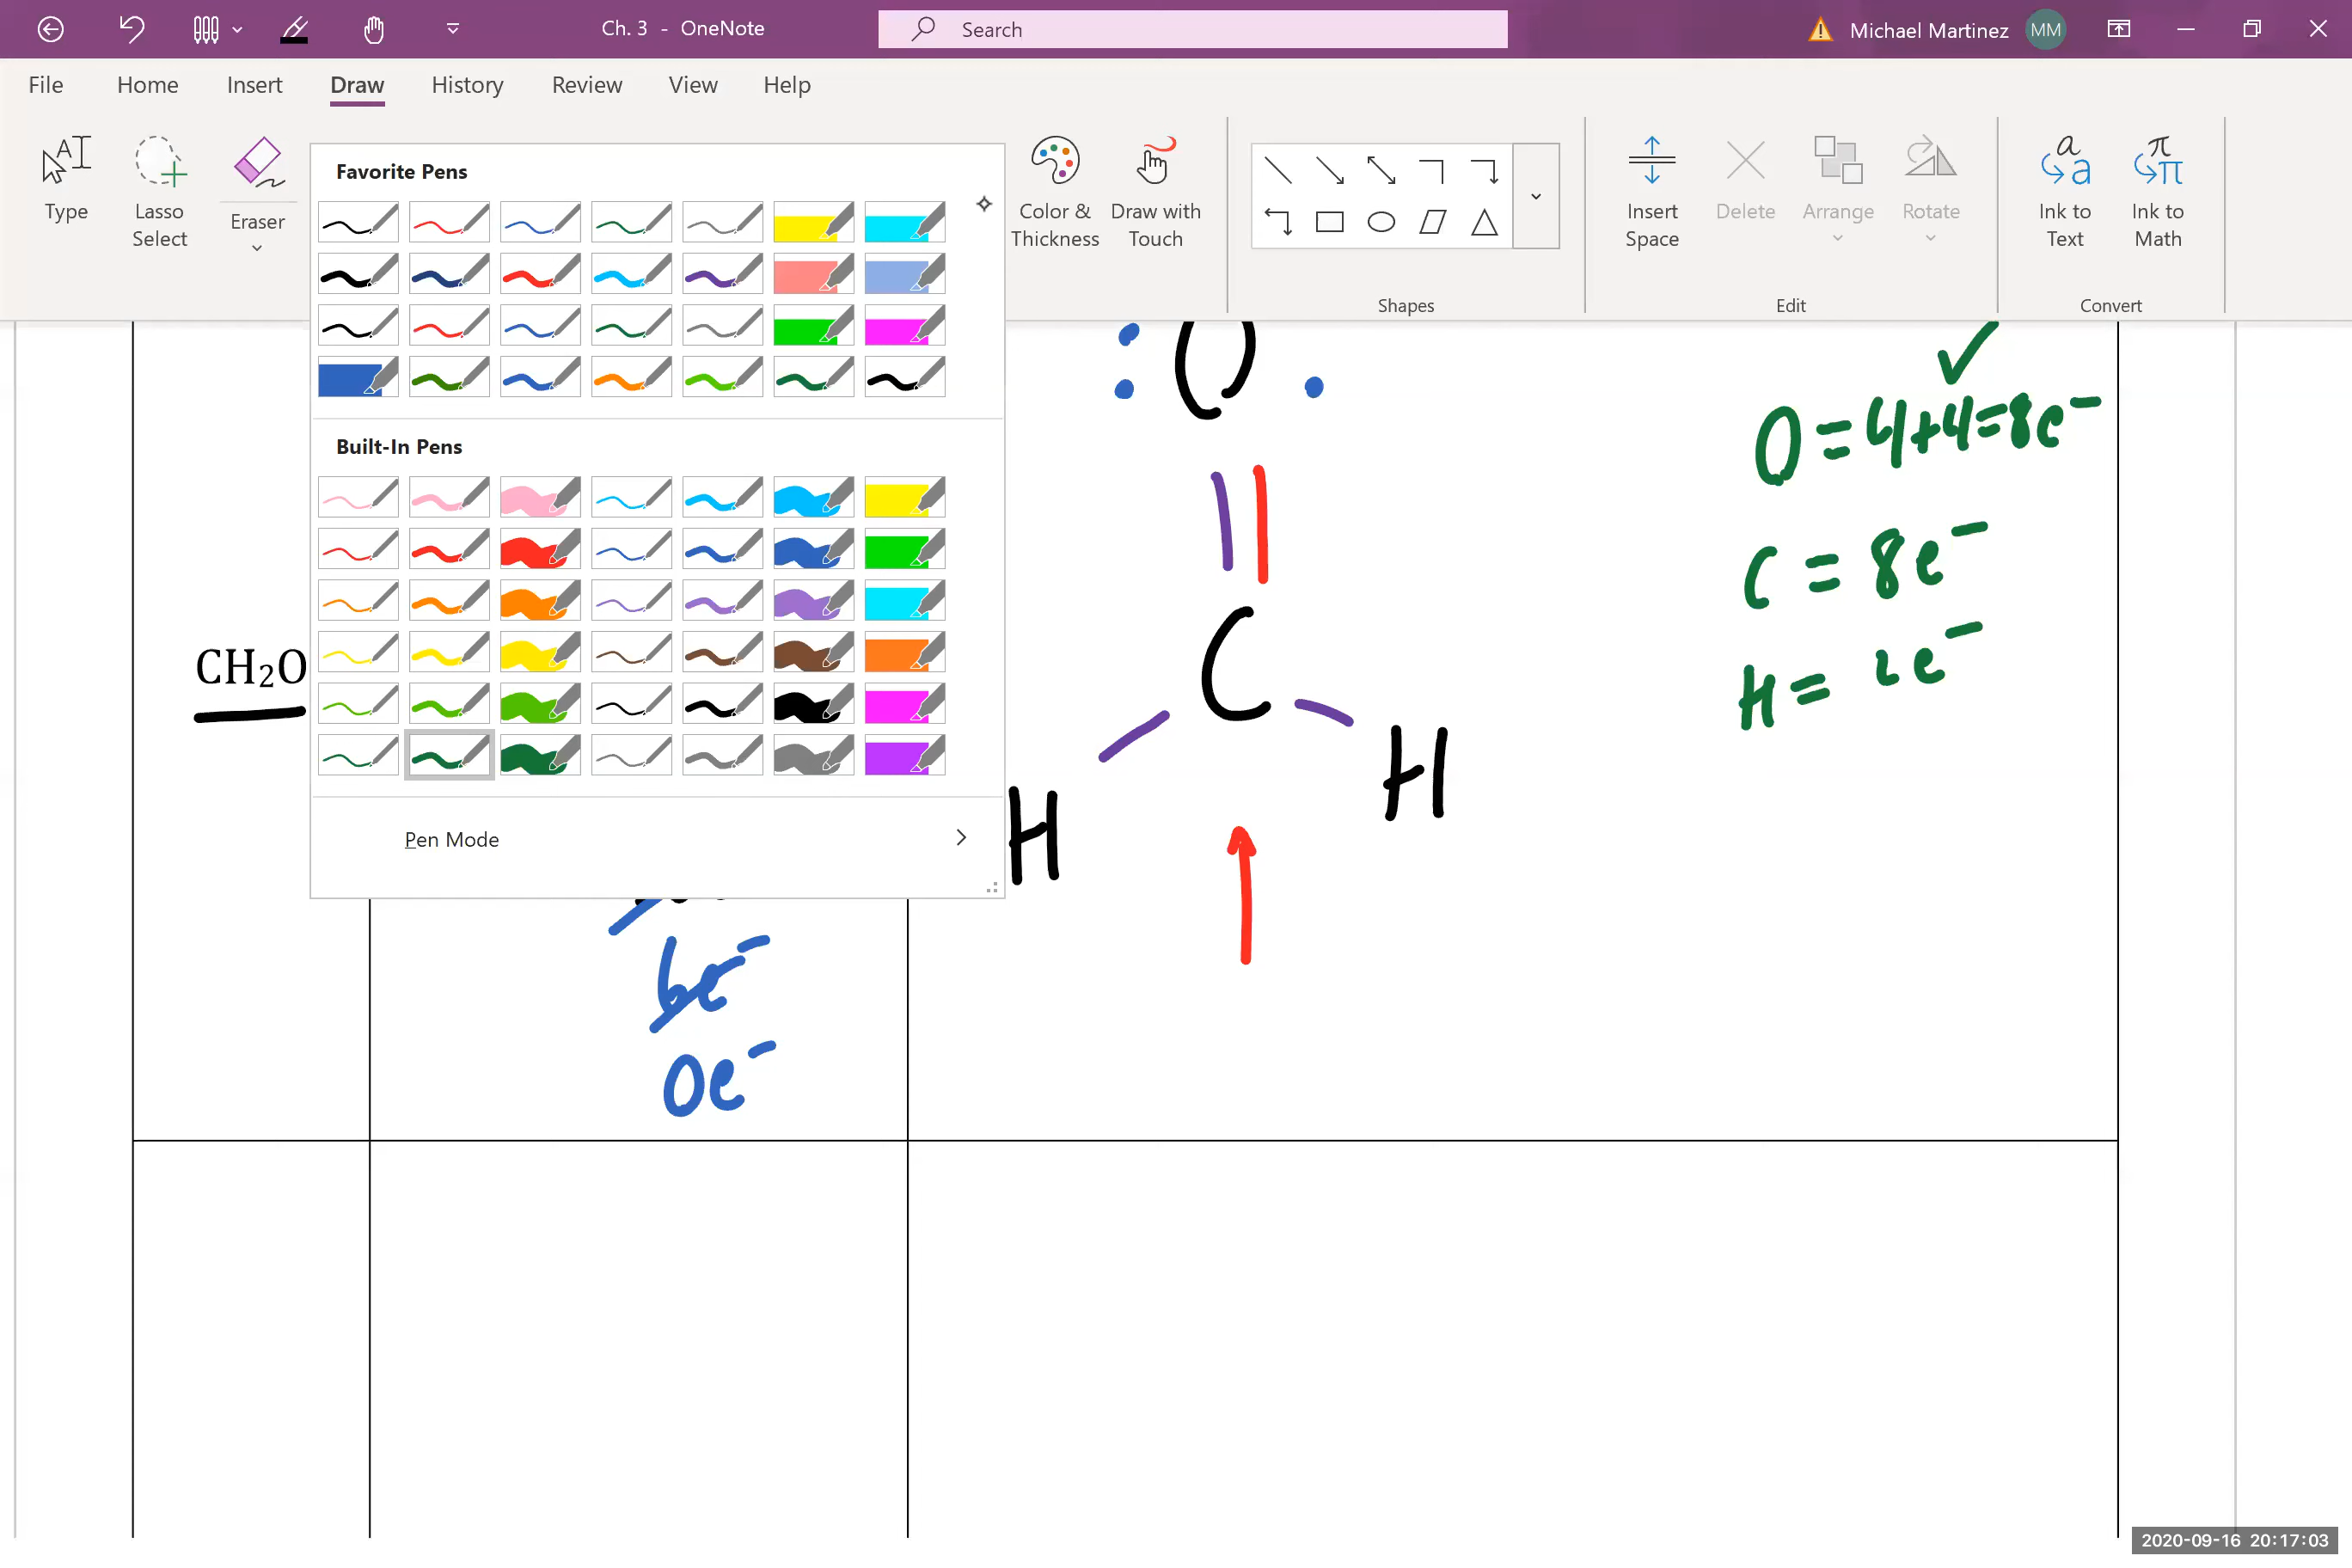 Ch. 3 - OneNote
Search
Michael Martinez MM
File Home Insert Draw History Review View Help
Type
Lasso Select
Eraser
Favorite Pens
Built-In Pens
Pen Mode
Color & Thickness
Draw with Touch
Shapes
Insert Space
Delete
Arrange
Rotate
Edit
Ink to Text
Ink to Math
Convert
O
O = 4+4=8e⁻
C = 8e⁻
C
H = 2e⁻
CH₂O
H
H
6e⁻
0e⁻
2020-09-16 20:17:03